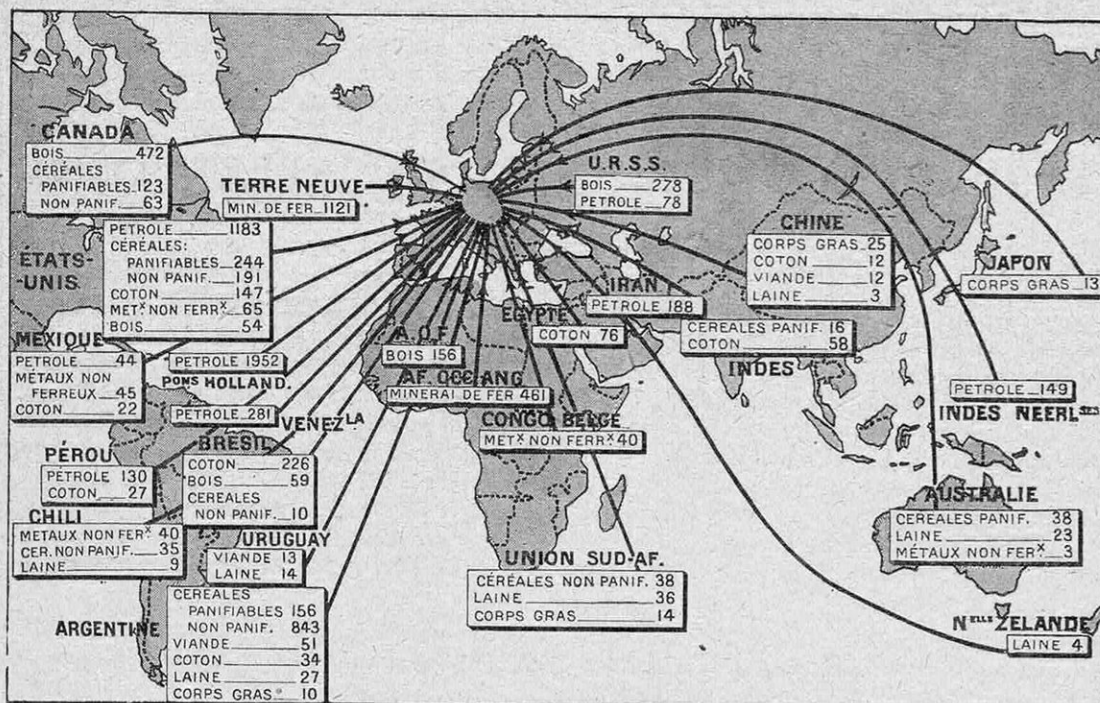 CANADA
BOIS 472
CÉRÉALES
PANIFIABLES 123
NON PANIF. 63
TERRE NEUVE
MIN. DE FER 1121
U.R.S.S.
BOIS 278
PETROLE 78
ÉTATS-
-UNIS
PETROLE 1183
CÉRÉALES:
PANIFIABLES 244
NON PANIF. 191
COTON 147
METX NON FERRX 65
BOIS 54
CHINE
CORPS GRAS 25
COTON 12
VIANDE 12
LAINE 3
JAPON
CORPS GRAS 13
IRAN
PETROLE 188
EGYPTE
COTON 76
CEREALES PANIF. 16
COTON 58
INDES
MEXIQUE
PETROLE 44
MÉTAUX NON
FERREUX 45
COTON 22
PETROLE 1952
PONS HOLLAND.
A.O.F.
BOIS 156
AF. OCC. ANG
MINERAI DE FER 461
PETROLE 281
VENEZLA
CONGO BELGE
METX NON FERRX 40
PETROLE 149
INDES NEERLSES
PÉROU
PÉTROLE 130
COTON 27
BRÉSIL
COTON 226
BOIS 59
CEREALES
NON PANIF. 10
CHILI
METAUX NON FERX 40
CER. NON PANIF. 35
LAINE 9
URUGUAY
VIANDE 13
LAINE 14
UNION SUD-AF.
CÉRÉALES NON PANIF. 38
LAINE 36
CORPS GRAS 14
AUSTRALIE
CEREALES PANIF. 38
LAINE 23
MÉTAUX NON FERX. 3
ARGENTINE
CÉRÉALES
PANIFIABLES 156
NON PANIF. 843
VIANDE 51
COTON 34
LAINE 27
CORPS GRAS 10
NELLE ZELANDE
LAINE 4